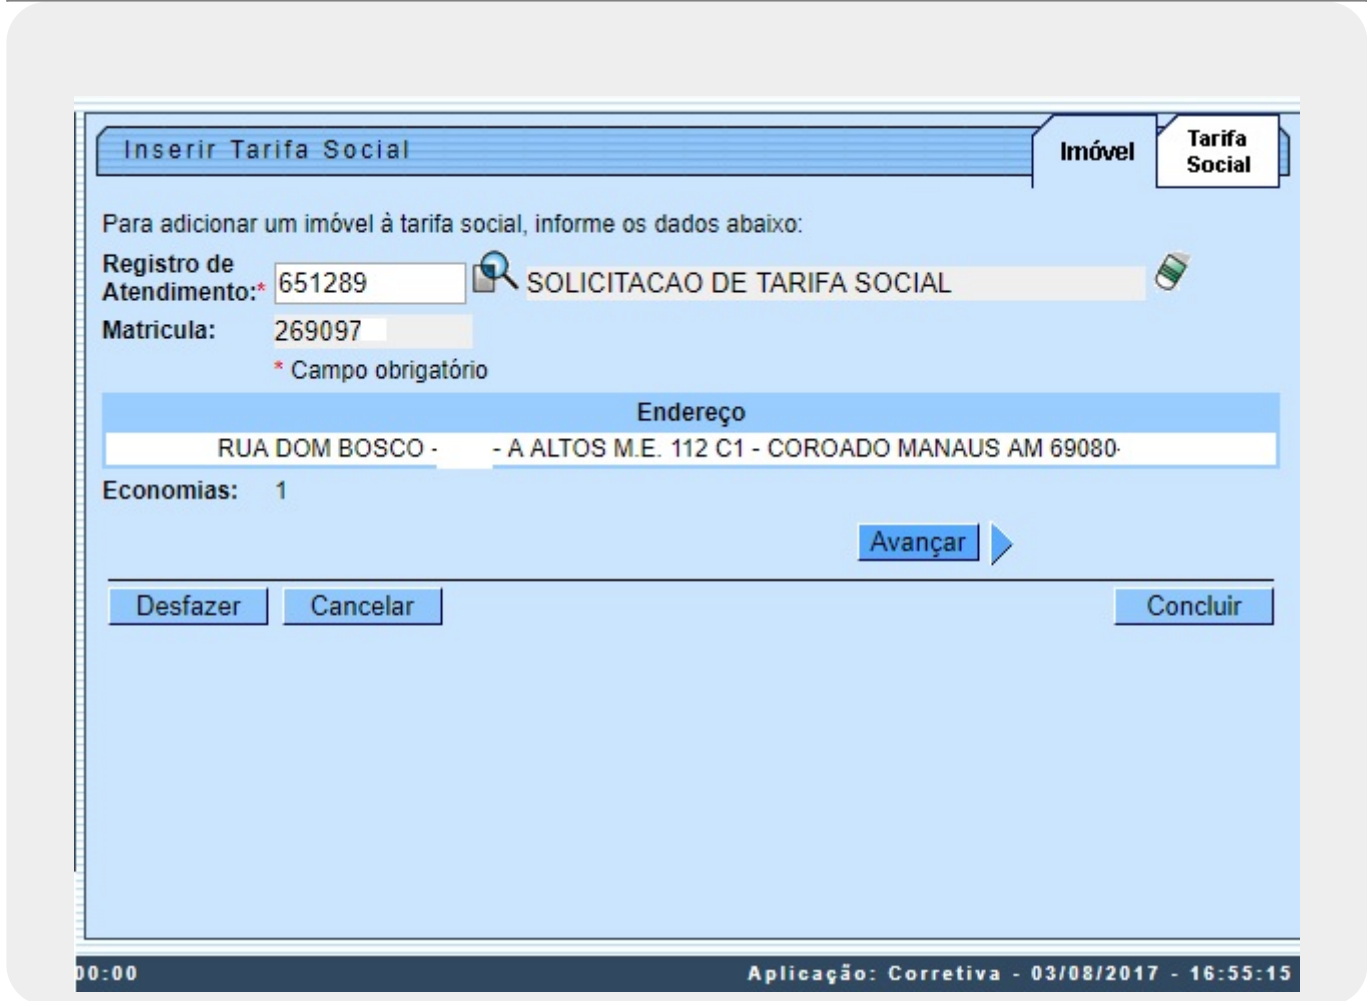 Inserir Tarifa Social
Imóvel
Tarifa
Social
Para adicionar um imóvel à tarifa social, informe os dados abaixo:
Registro de
Atendimento:* 651289 SOLICITACAO DE TARIFA SOCIAL
Matricula: 269097
* Campo obrigatório
Endereço
RUA DOM BOSCO - - A ALTOS M.E. 112 C1 - COROADO MANAUS AM 69080-
Economias: 1
Avançar
Desfazer Cancelar Concluir
00:00 Aplicação: Corretiva - 03/08/2017 - 16:55:15